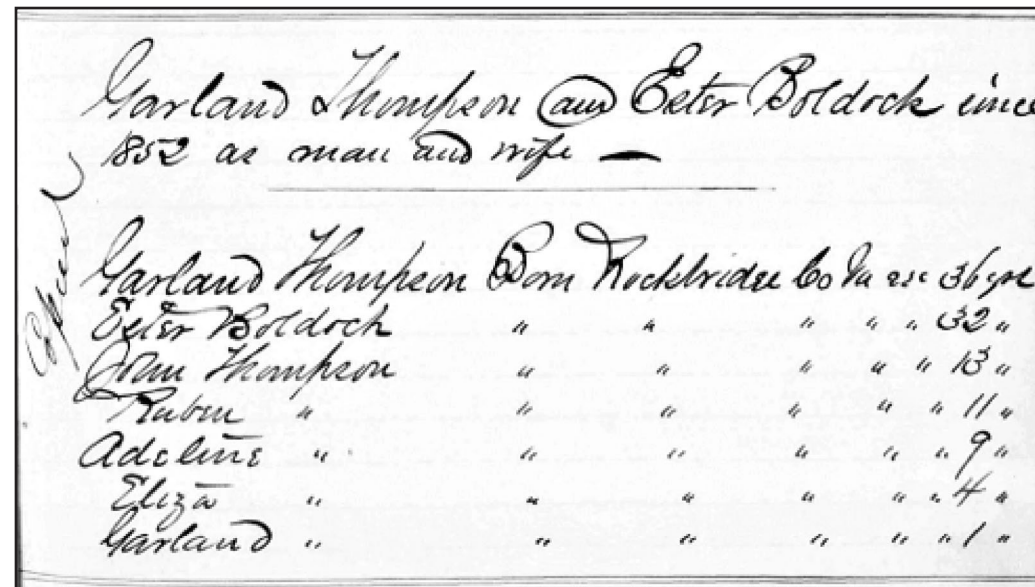 Garland Thompson and Ester Boldock since
1852 as man and wife —
Garland Thompson Born Rockbridge Co Va age 36 yrs
Ester Boldock " " " " " 32 "
John Thompson " " " " " 13 "
Ruben " " " " " " 11 "
Adeline " " " " " " 9 "
Eliza " " " " " " 4 "
Garland " " " " " " 1 "